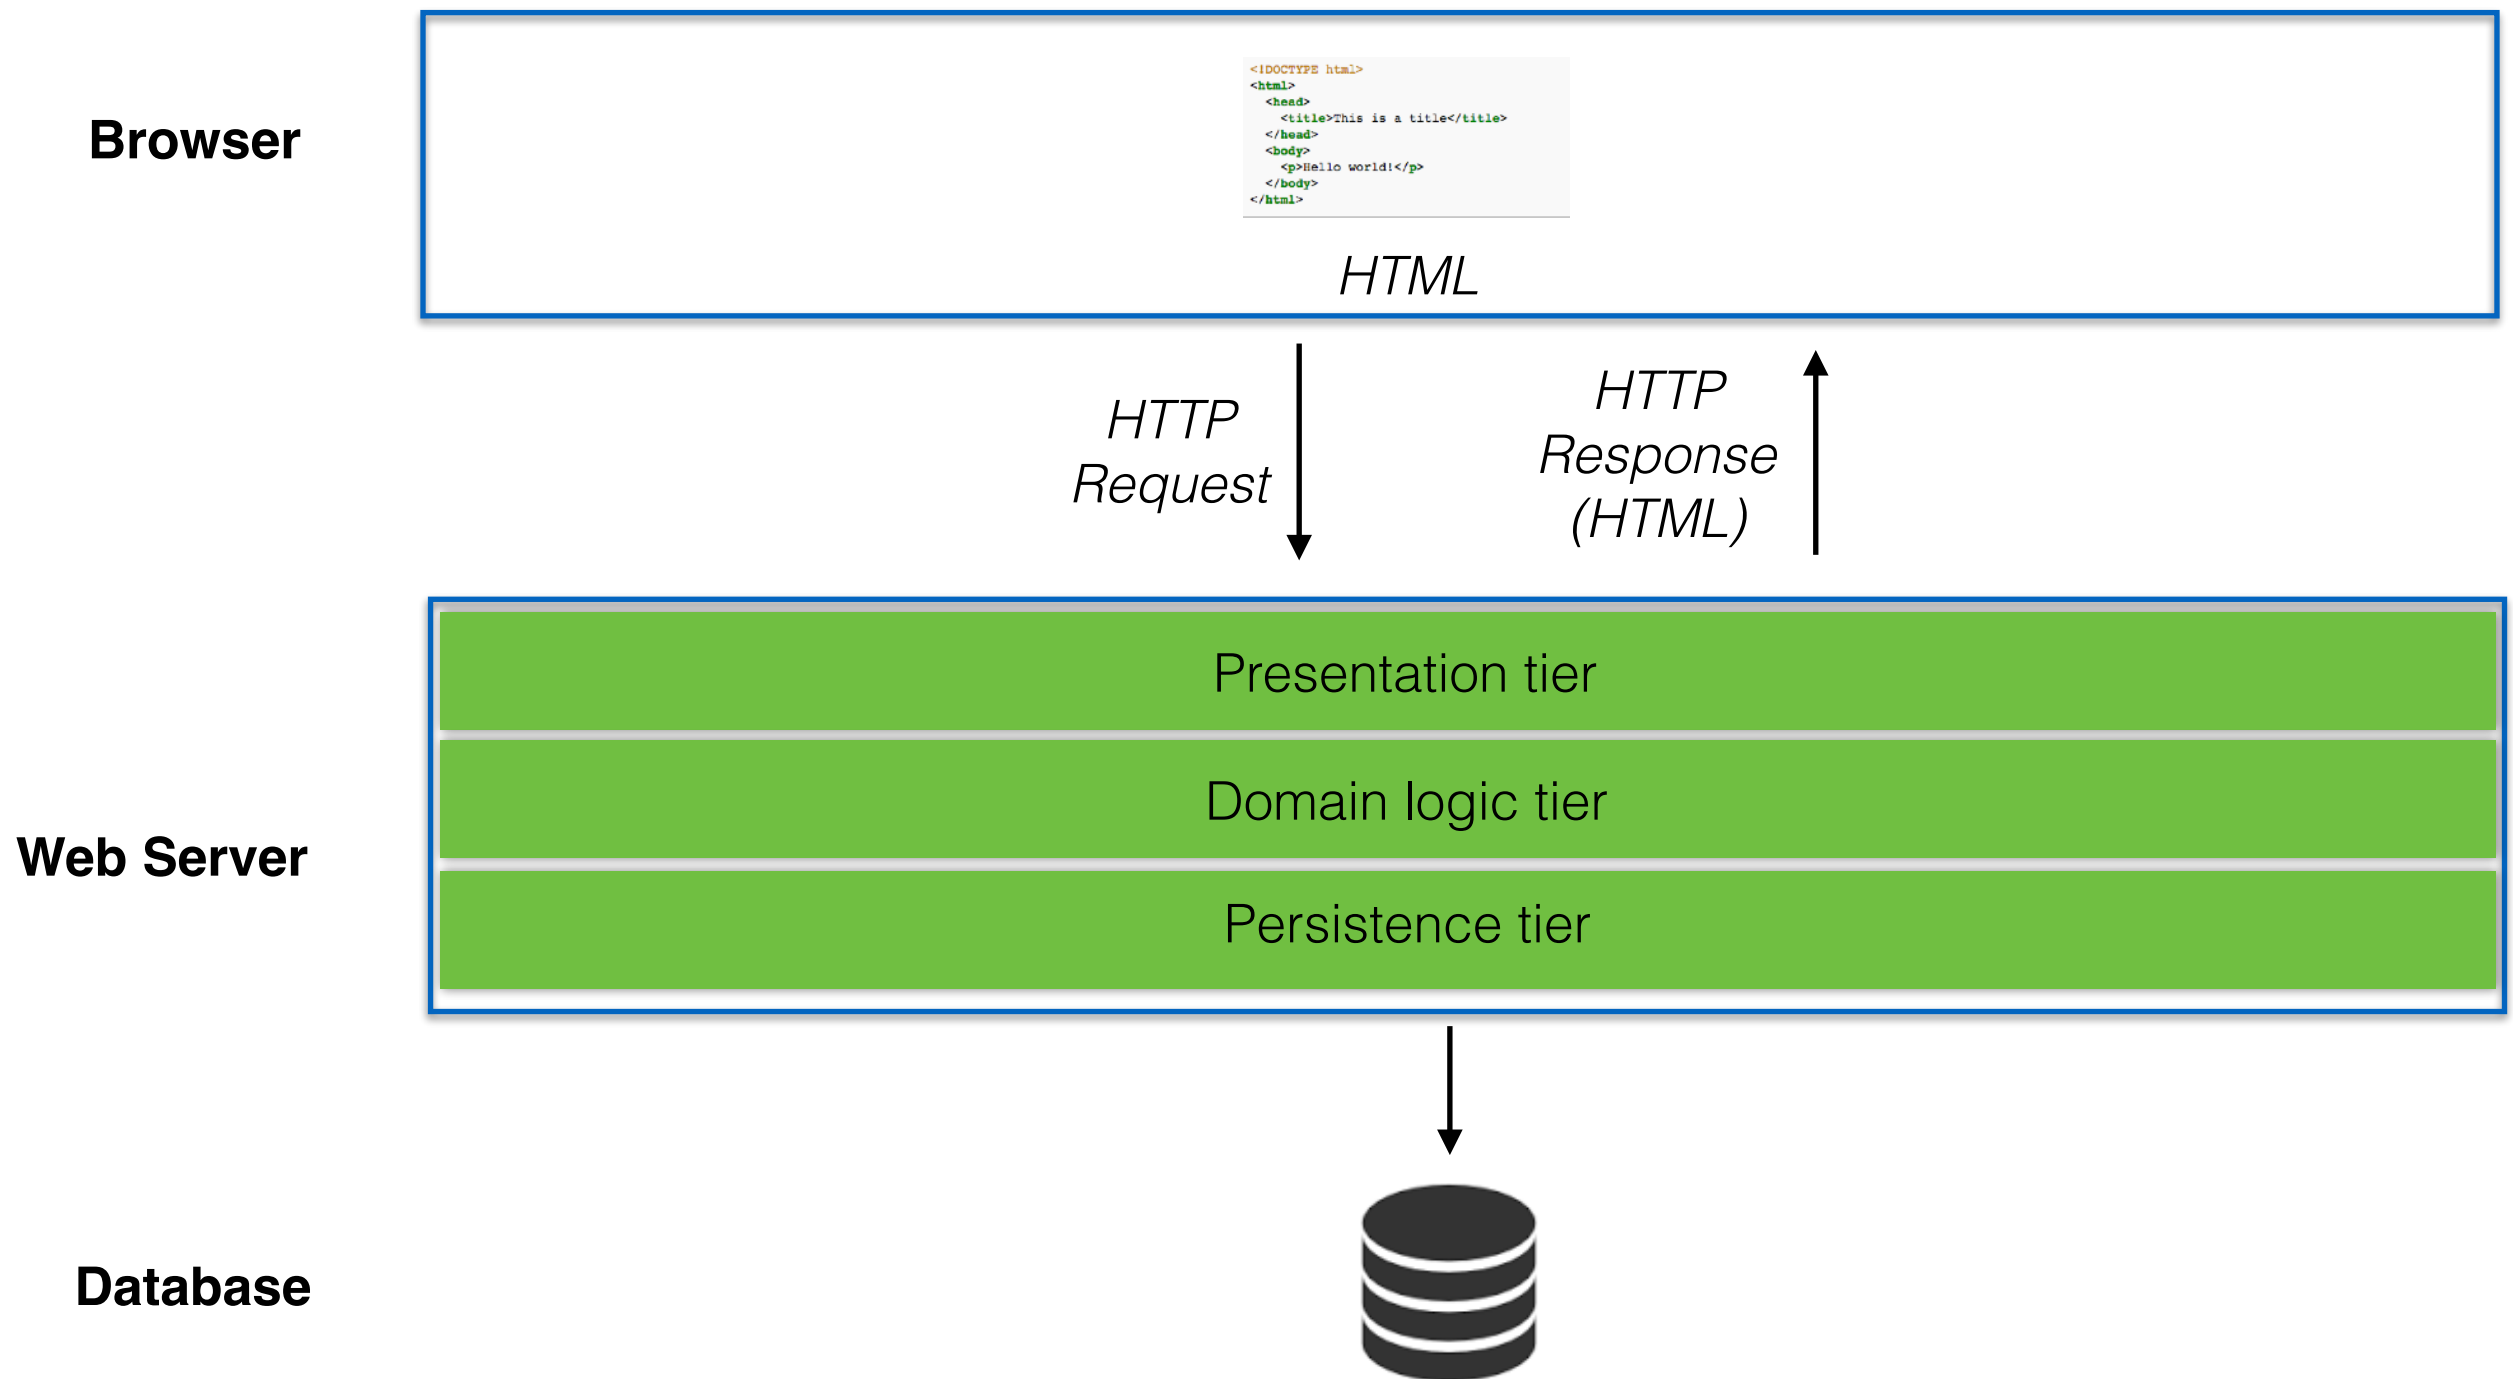 <!DOCTYPE html>
<html>
<head>
<title>This is a title</title>
</head>
<body>
<p>Hello world!</p>
</body>
</html>
Browser
HTML
HTTP
Request
HTTP
Response
(HTML)
Presentation tier
Domain logic tier
Web Server
Persistence tier
Database